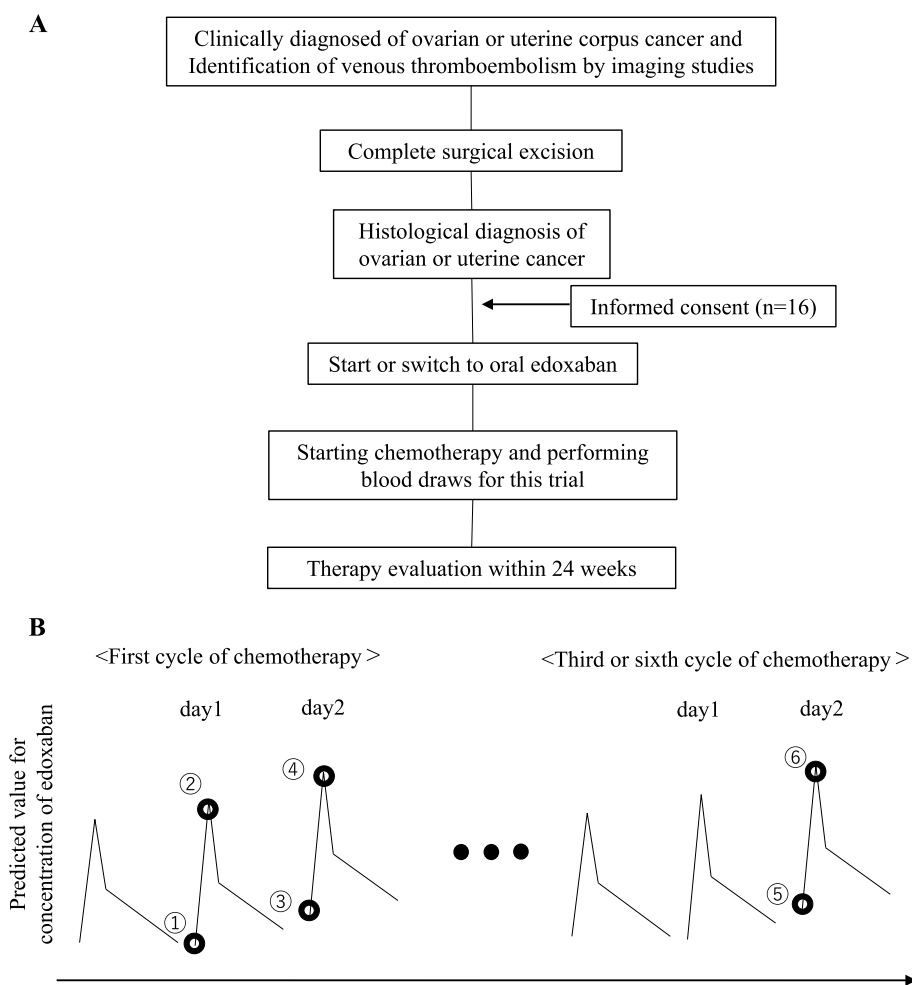 A
Clinically diagnosed of ovarian or uterine corpus cancer and
Identification of venous thromboembolism by imaging studies
Complete surgical excision
Histological diagnosis of
ovarian or uterine cancer
Informed consent (n=16)
Start or switch to oral edoxaban
Starting chemotherapy and performing
blood draws for this trial
Therapy evaluation within 24 weeks
B
<First cycle of chemotherapy>
<Third or sixth cycle of chemotherapy>
day1
day2
day1
day2
Predicted value for
concentration of edoxaban
①
②
③
④
⑤
⑥